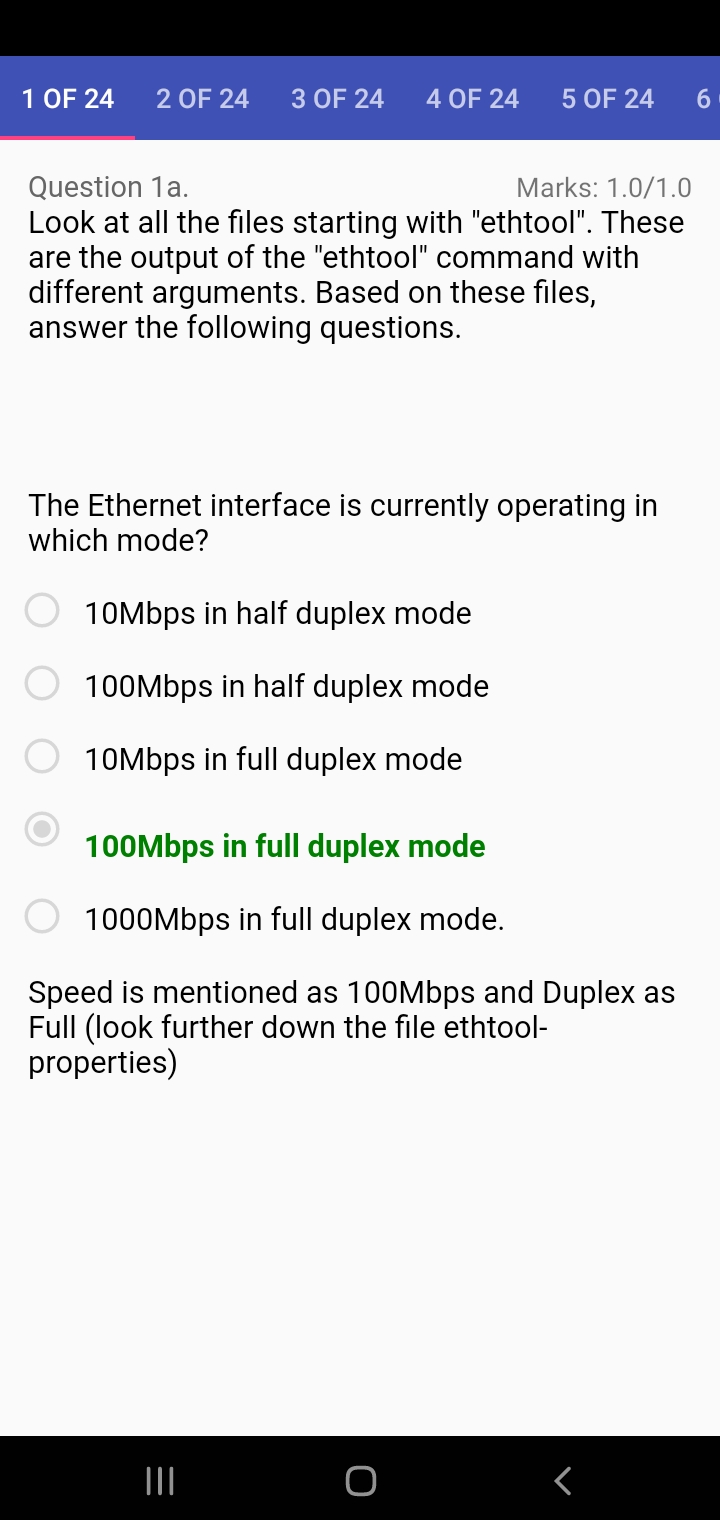 1 OF 24 2 OF 24 3 OF 24 4 OF 24 5 OF 24 6
Question 1a. Marks: 1.0/1.0
Look at all the files starting with "ethtool". These
are the output of the "ethtool" command with
different arguments. Based on these files,
answer the following questions.
The Ethernet interface is currently operating in
which mode?
10Mbps in half duplex mode
100Mbps in half duplex mode
10Mbps in full duplex mode
100Mbps in full duplex mode
1000Mbps in full duplex mode.
Speed is mentioned as 100Mbps and Duplex as
Full (look further down the file ethtool-
properties)